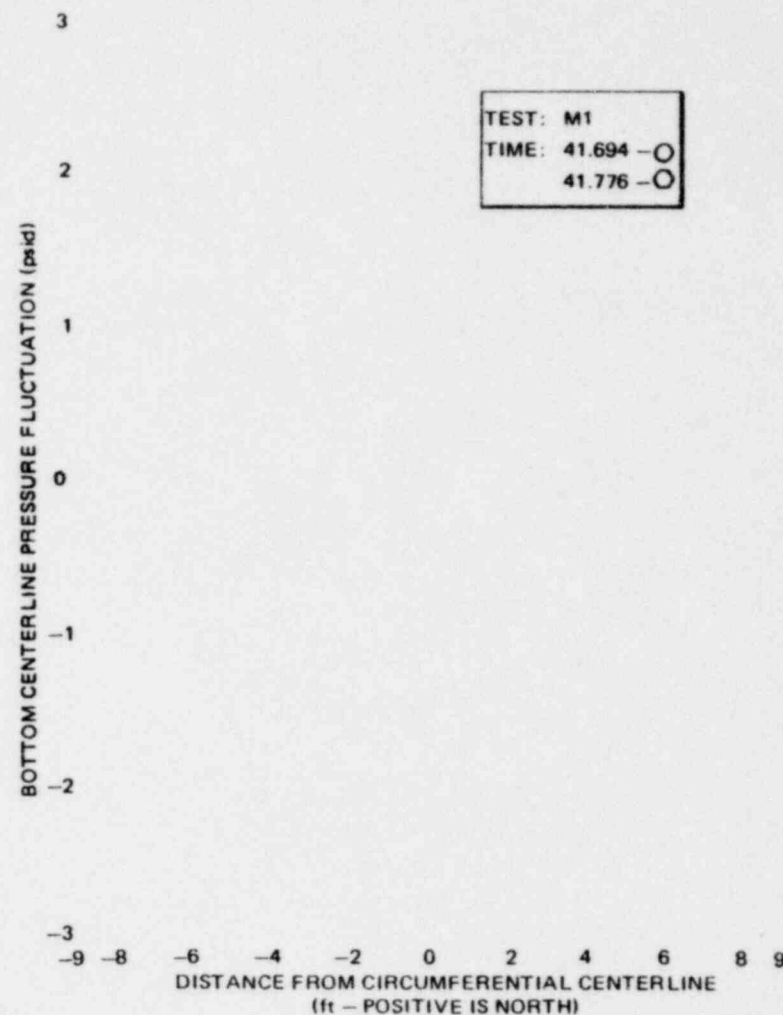 3
TEST: M1
TIME: 41.694 –O
41.776 –O
2
1
0
–1
–2
–3
BOTTOM CENTERLINE PRESSURE FLUCTUATION (psid)
–9 –8 –6 –4 –2 0 2 4 6 8 9
DISTANCE FROM CIRCUMFERENTIAL CENTERLINE
(ft – POSITIVE IS NORTH)